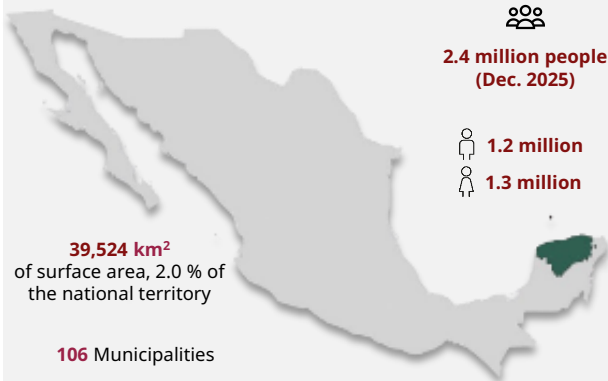 2.4 million people
(Dec. 2025)
1.2 million
1.3 million
39,524 km²
of surface area, 2.0 % of
the national territory
106 Municipalities